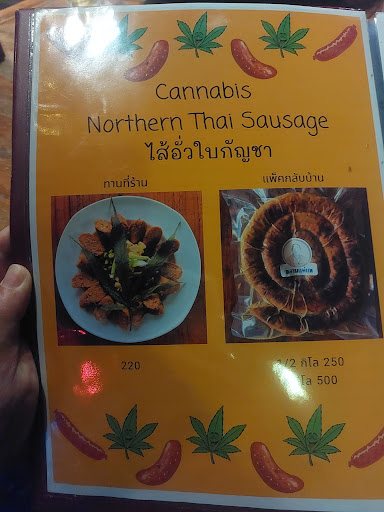 Cannabis
Northern Thai Sausage
ไส้อั่วใบกัญชา
ทานที่ร้าน
แพ็คกลับบ้าน
220
1/2 กิโล 250
โล 500